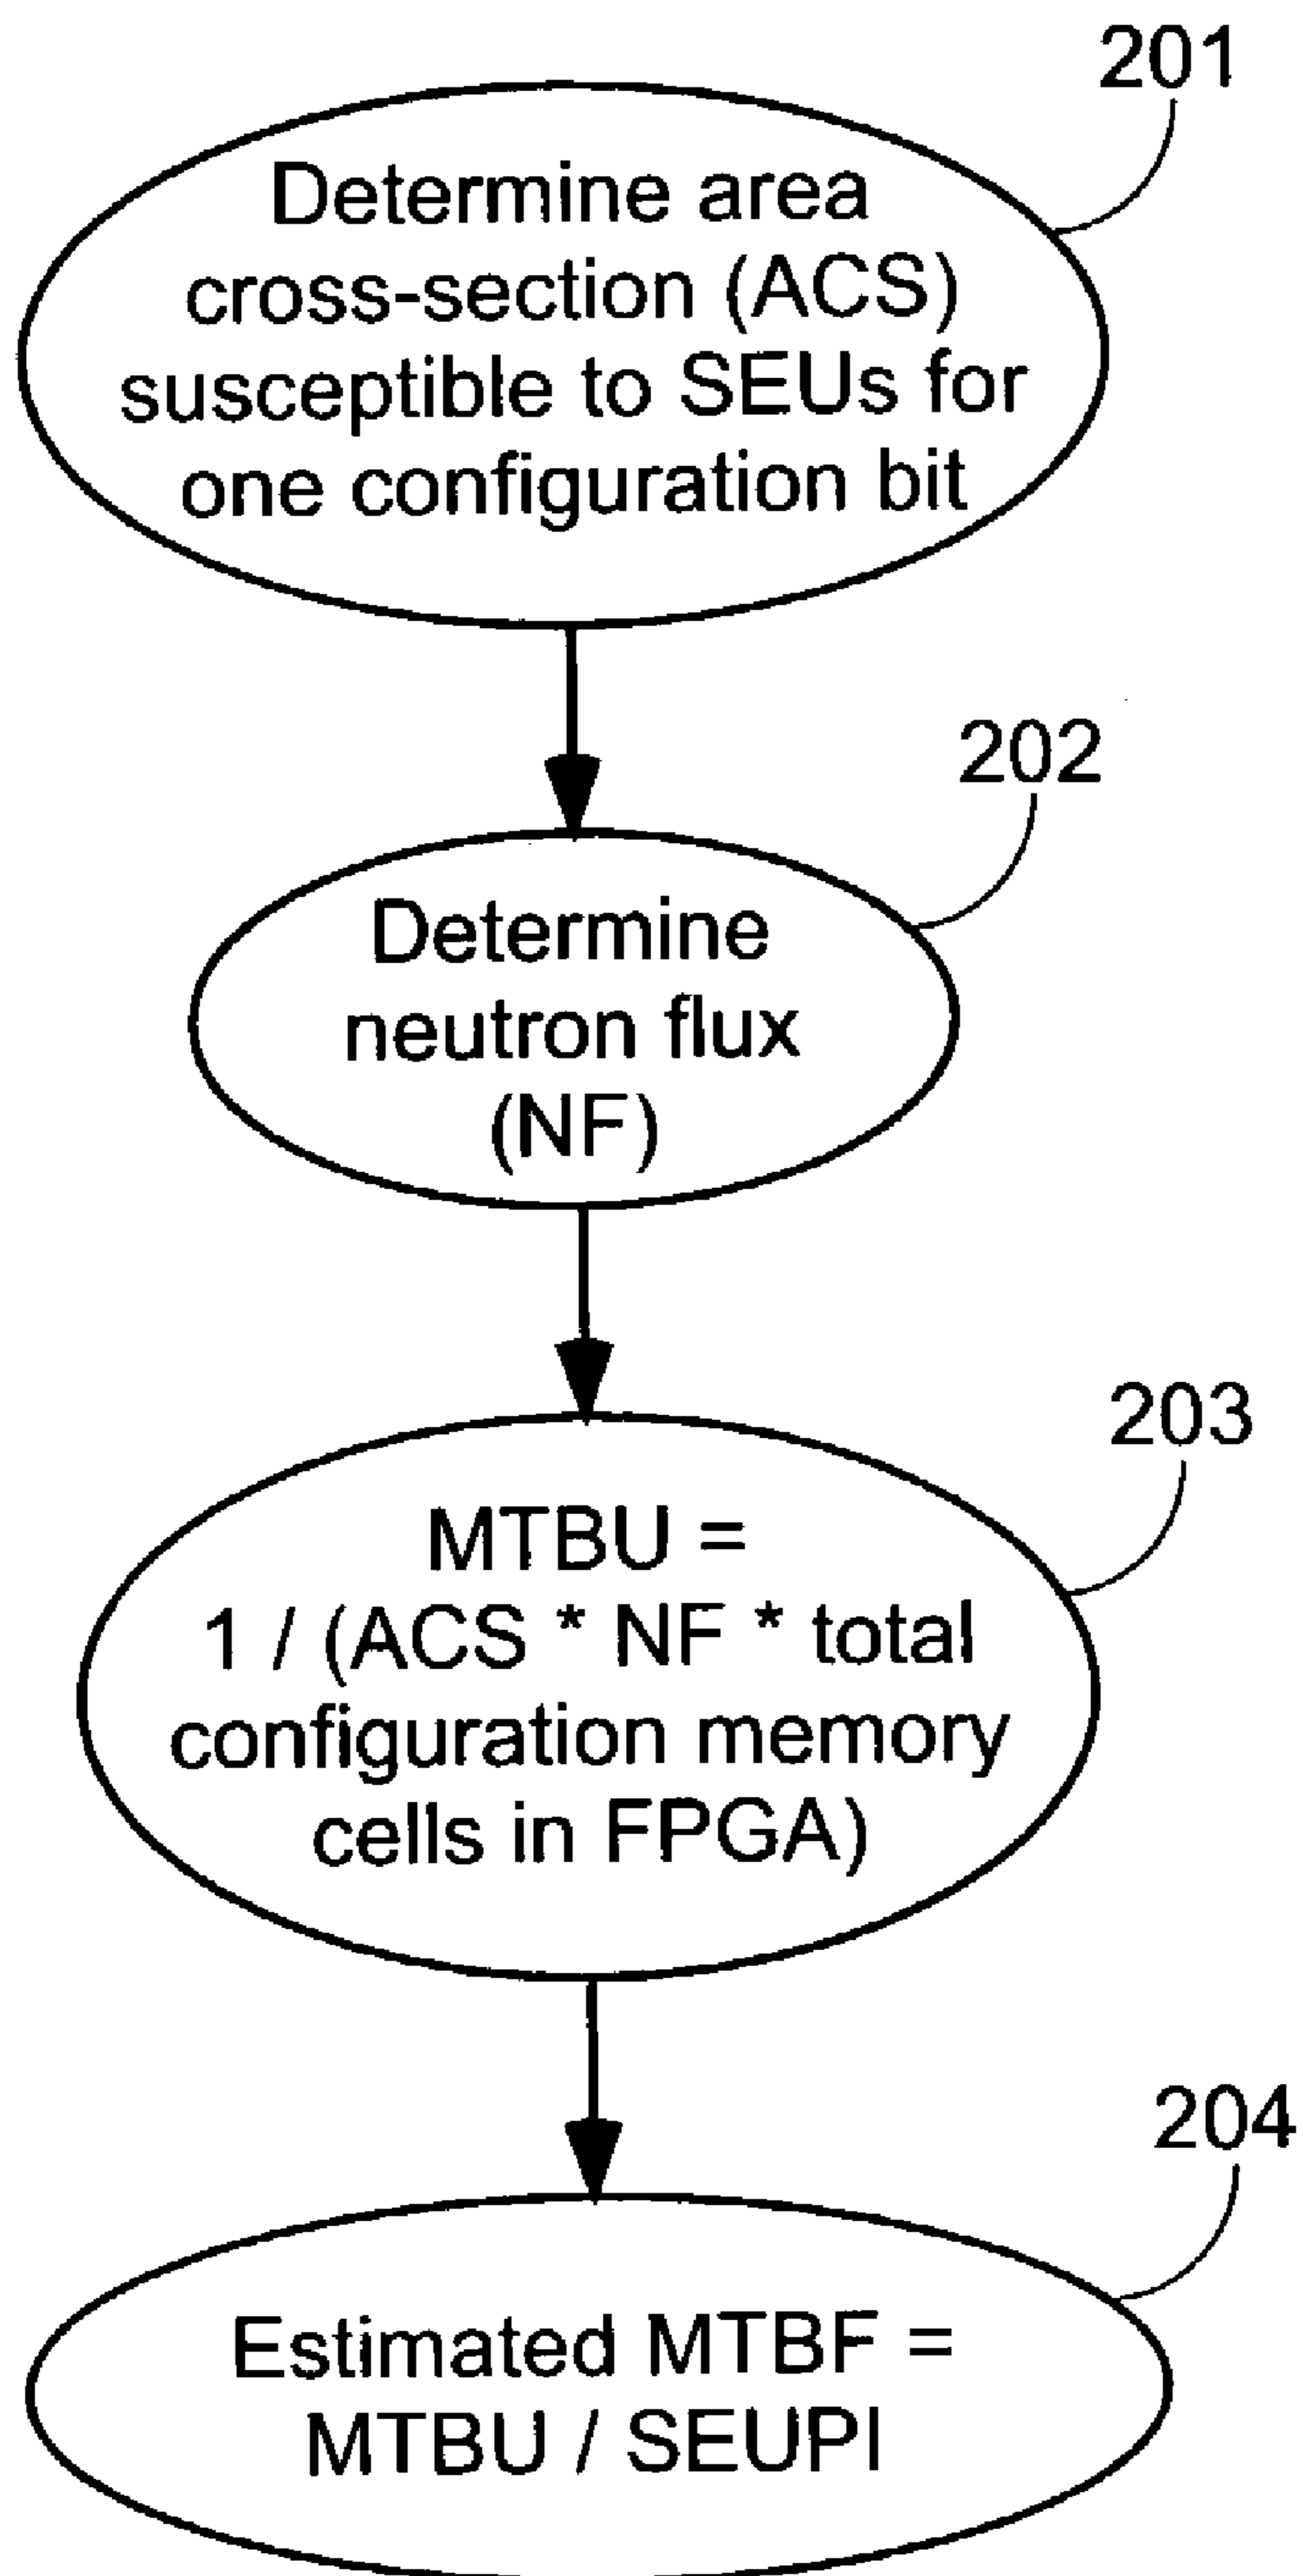 201
Determine area
cross-section (ACS)
susceptible to SEUs for
one configuration bit
202
Determine
neutron flux
(NF)
203
MTBU =
1 / (ACS * NF * total
configuration memory
cells in FPGA)
204
Estimated MTBF =
MTBU / SEUPI